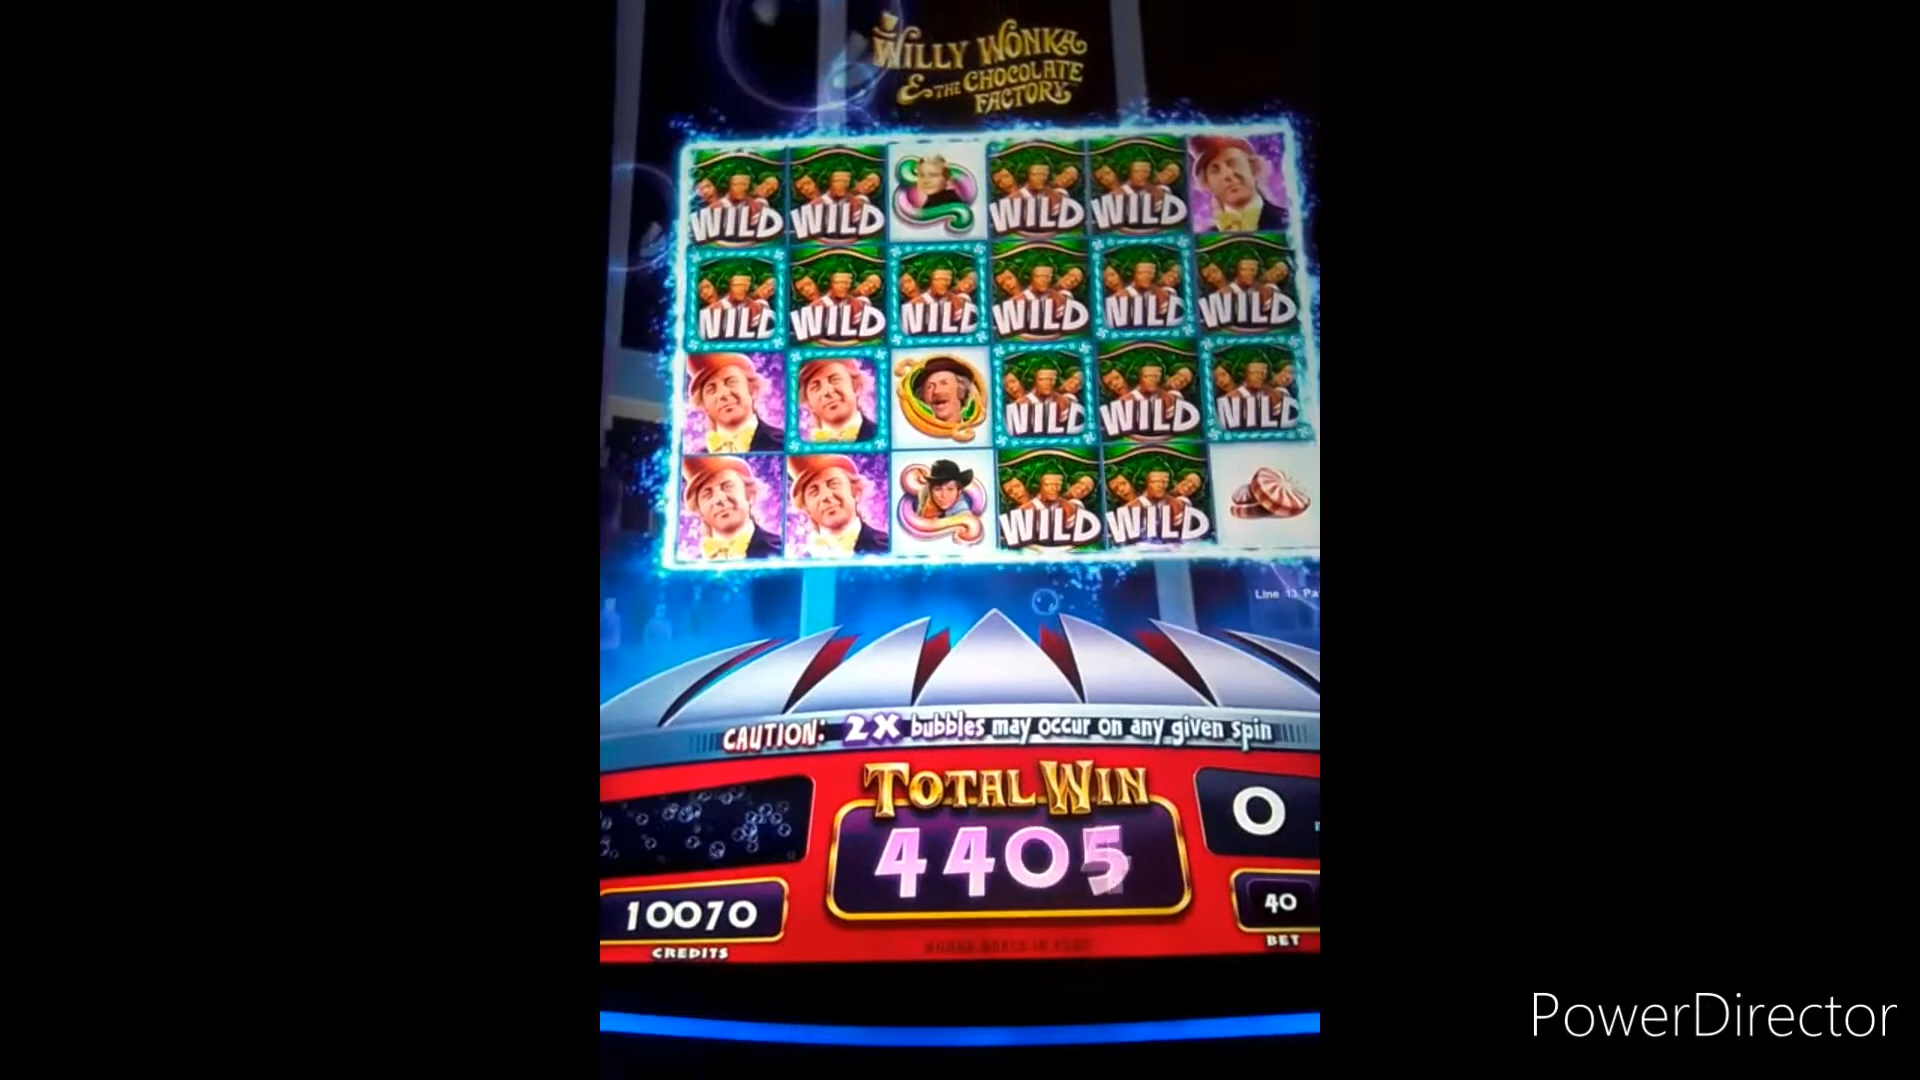 WILLY WONKA
& THE CHOCOLATE
FACTORY
WILD WILD WILD WILD
WILD WILD WILD WILD WILD WILD
WILD WILD WILD
WILD WILD
Line 13
CAUTION: 2X bubbles may occur on any given spin
TOTAL WIN
4405
0
10070
CREDITS
40
BET
PowerDirector